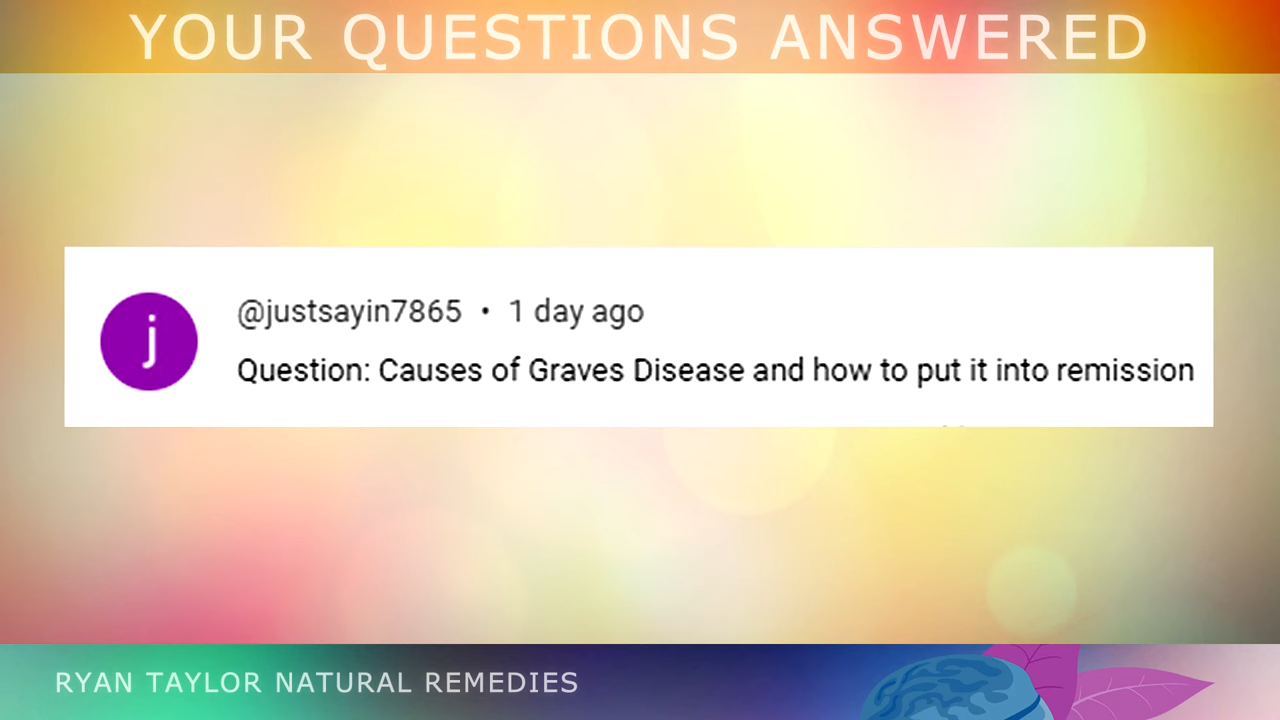 YOUR QUESTIONS ANSWERED
j
@justsayin7865 • 1 day ago
Question: Causes of Graves Disease and how to put it into remission
RYAN TAYLOR NATURAL REMEDIES